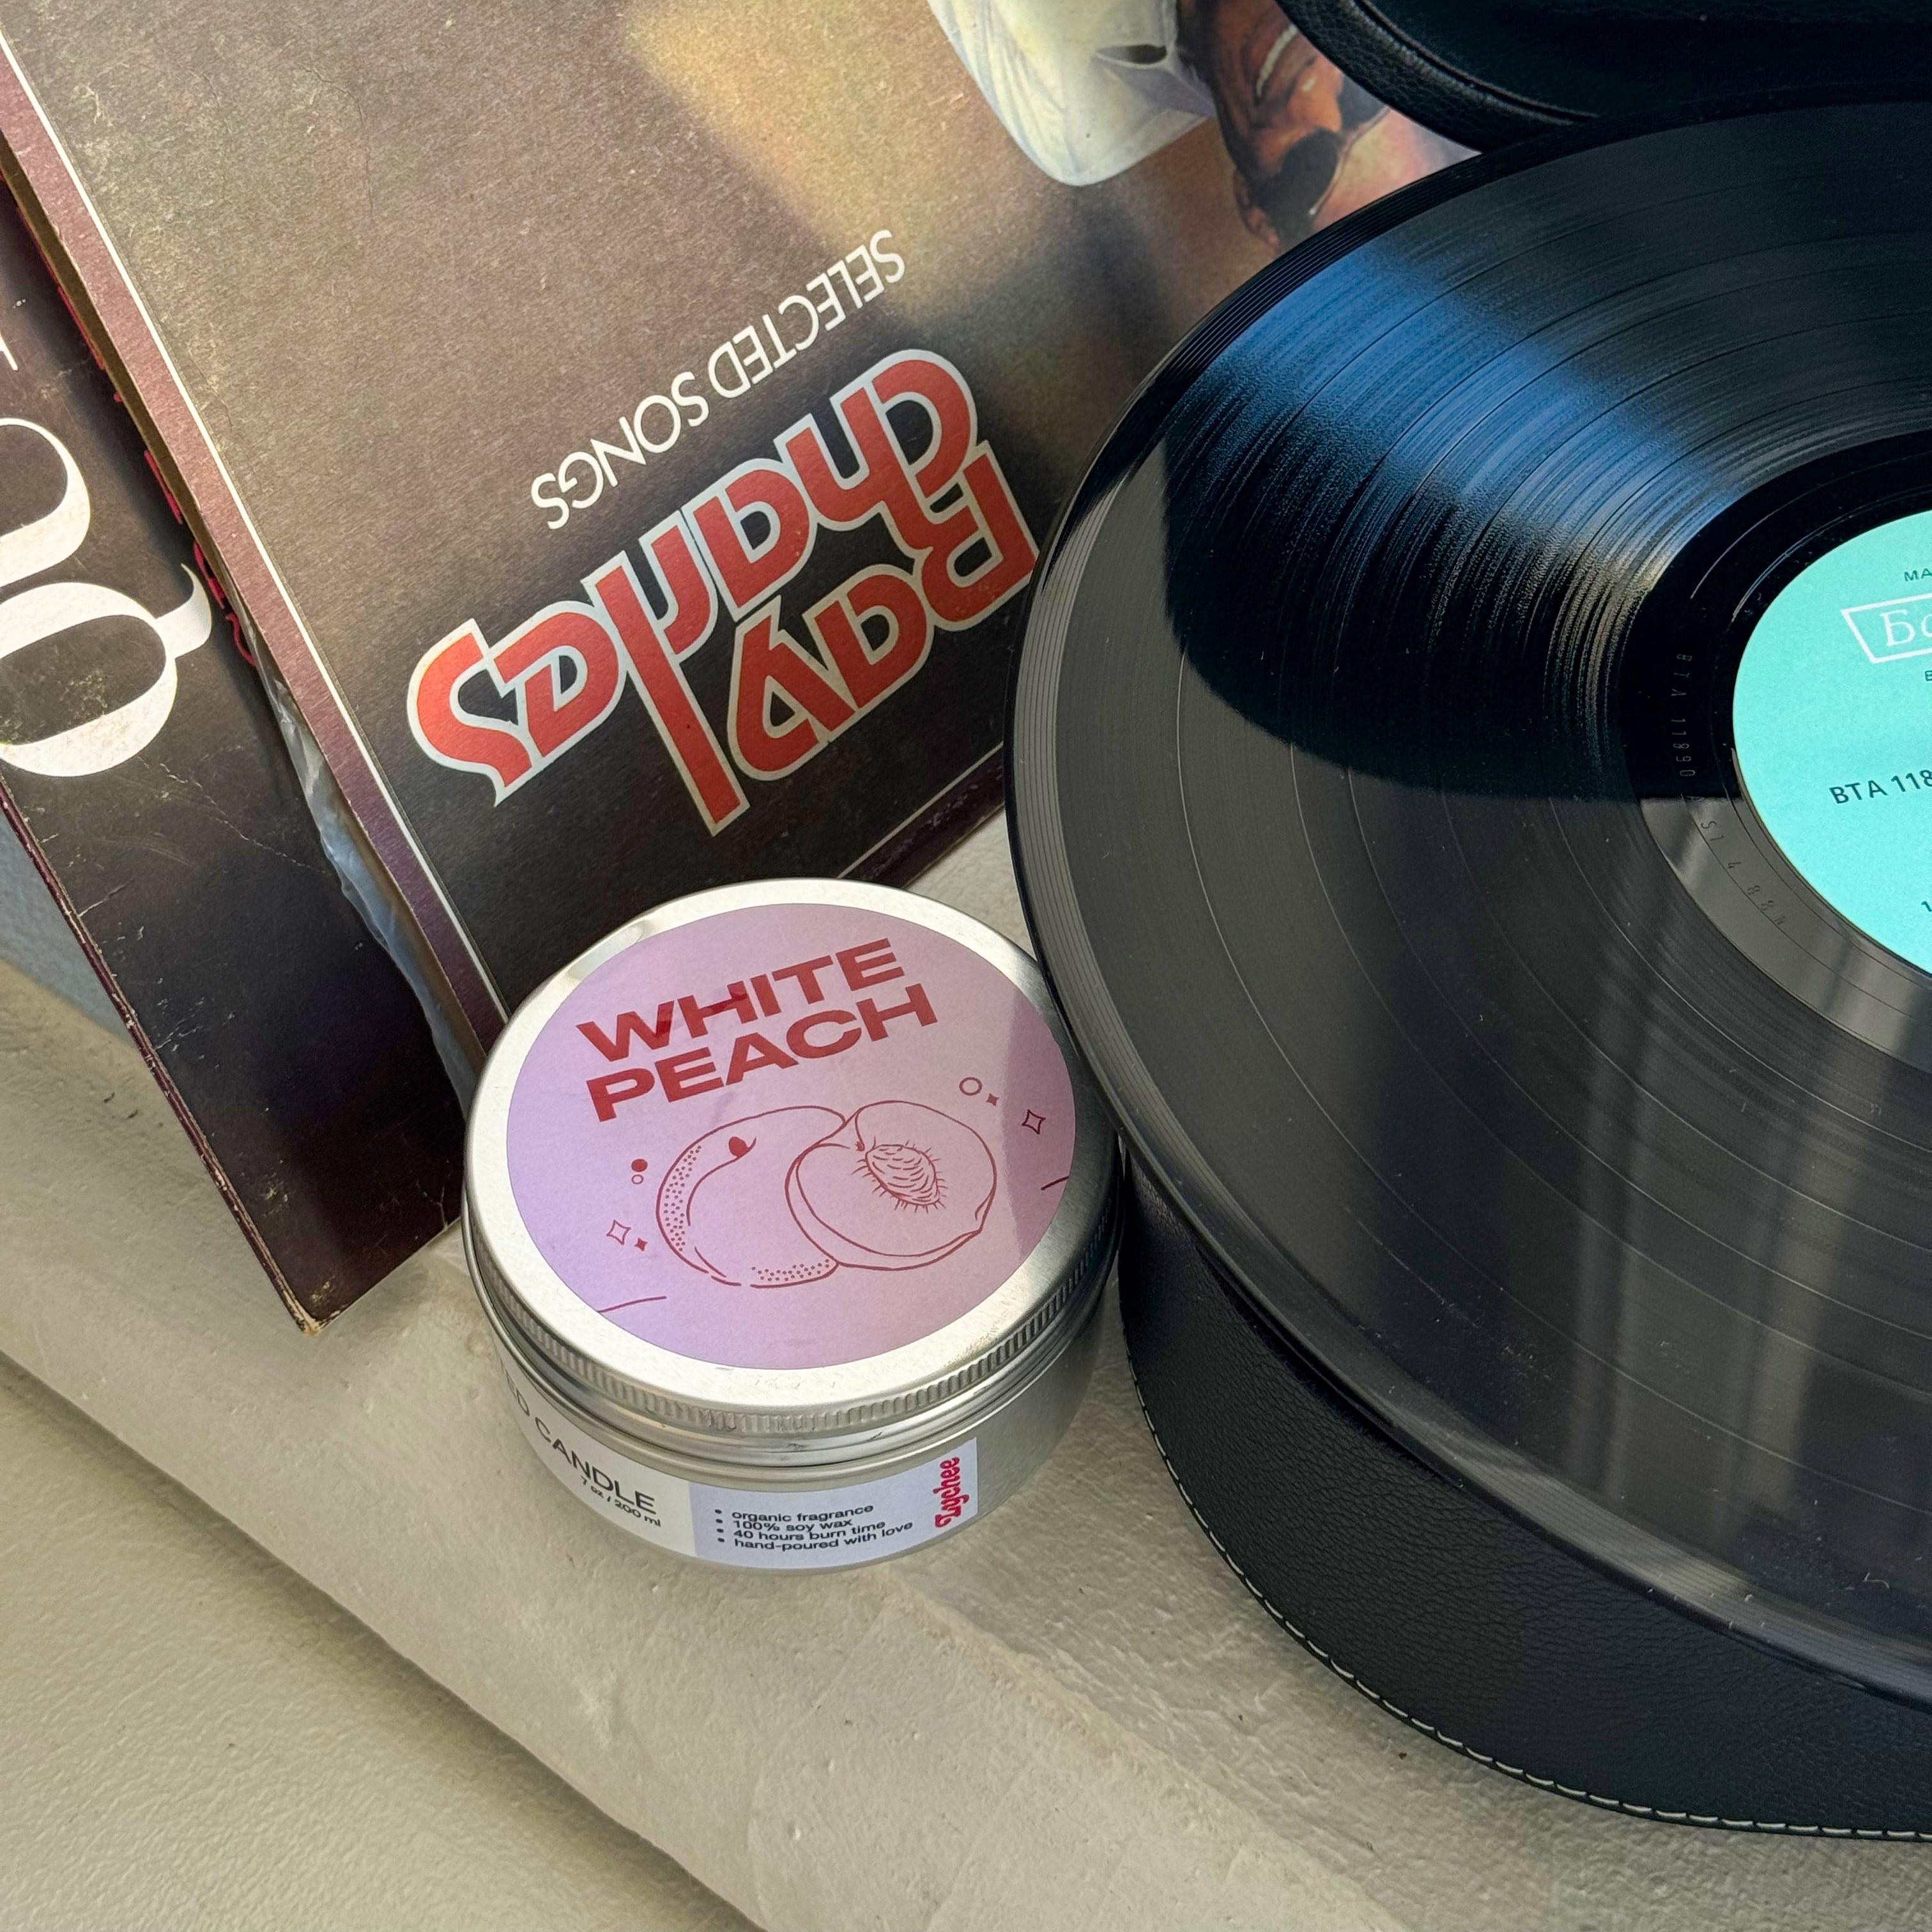 SELECTED SONGS
Ray
Charles
WHITE
PEACH
CANDLE
7 oz / 200 ml
• organic fragrance
• 100% soy wax
• 40 hours burn time
• hand-poured with love
Lychee
BTA 118